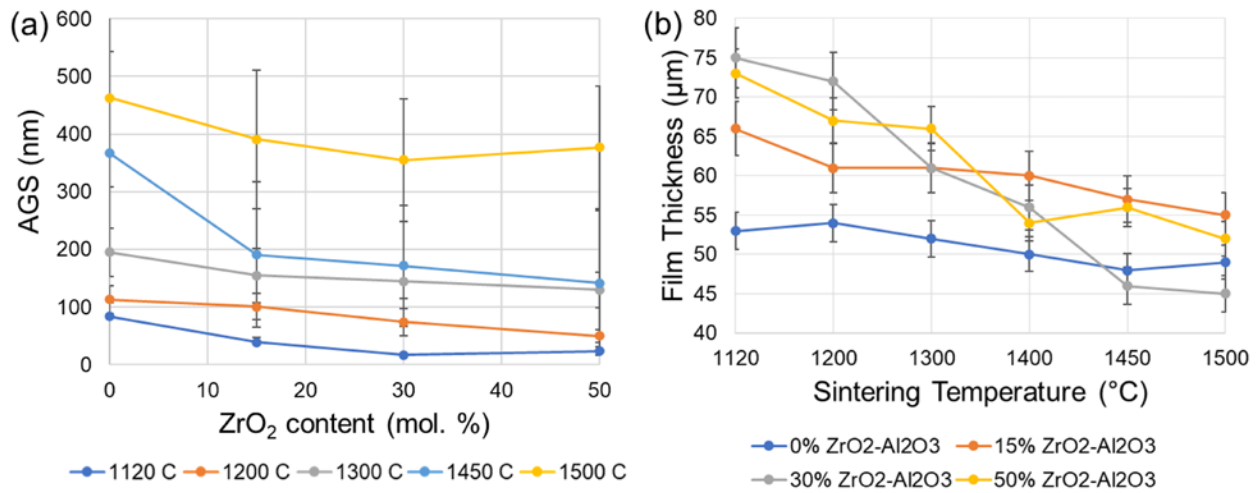 (a)
AGS (nm)
600
500
400
300
200
100
0
0 10 20 30 40 50
ZrO₂ content (mol. %)
1120 C 1200 C 1300 C 1450 C 1500 C
(b)
Film Thickness (µm)
80
75
70
65
60
55
50
45
40
1120 1200 1300 1400 1450 1500
Sintering Temperature (°C)
0% ZrO2-Al2O3 15% ZrO2-Al2O3
30% ZrO2-Al2O3 50% ZrO2-Al2O3